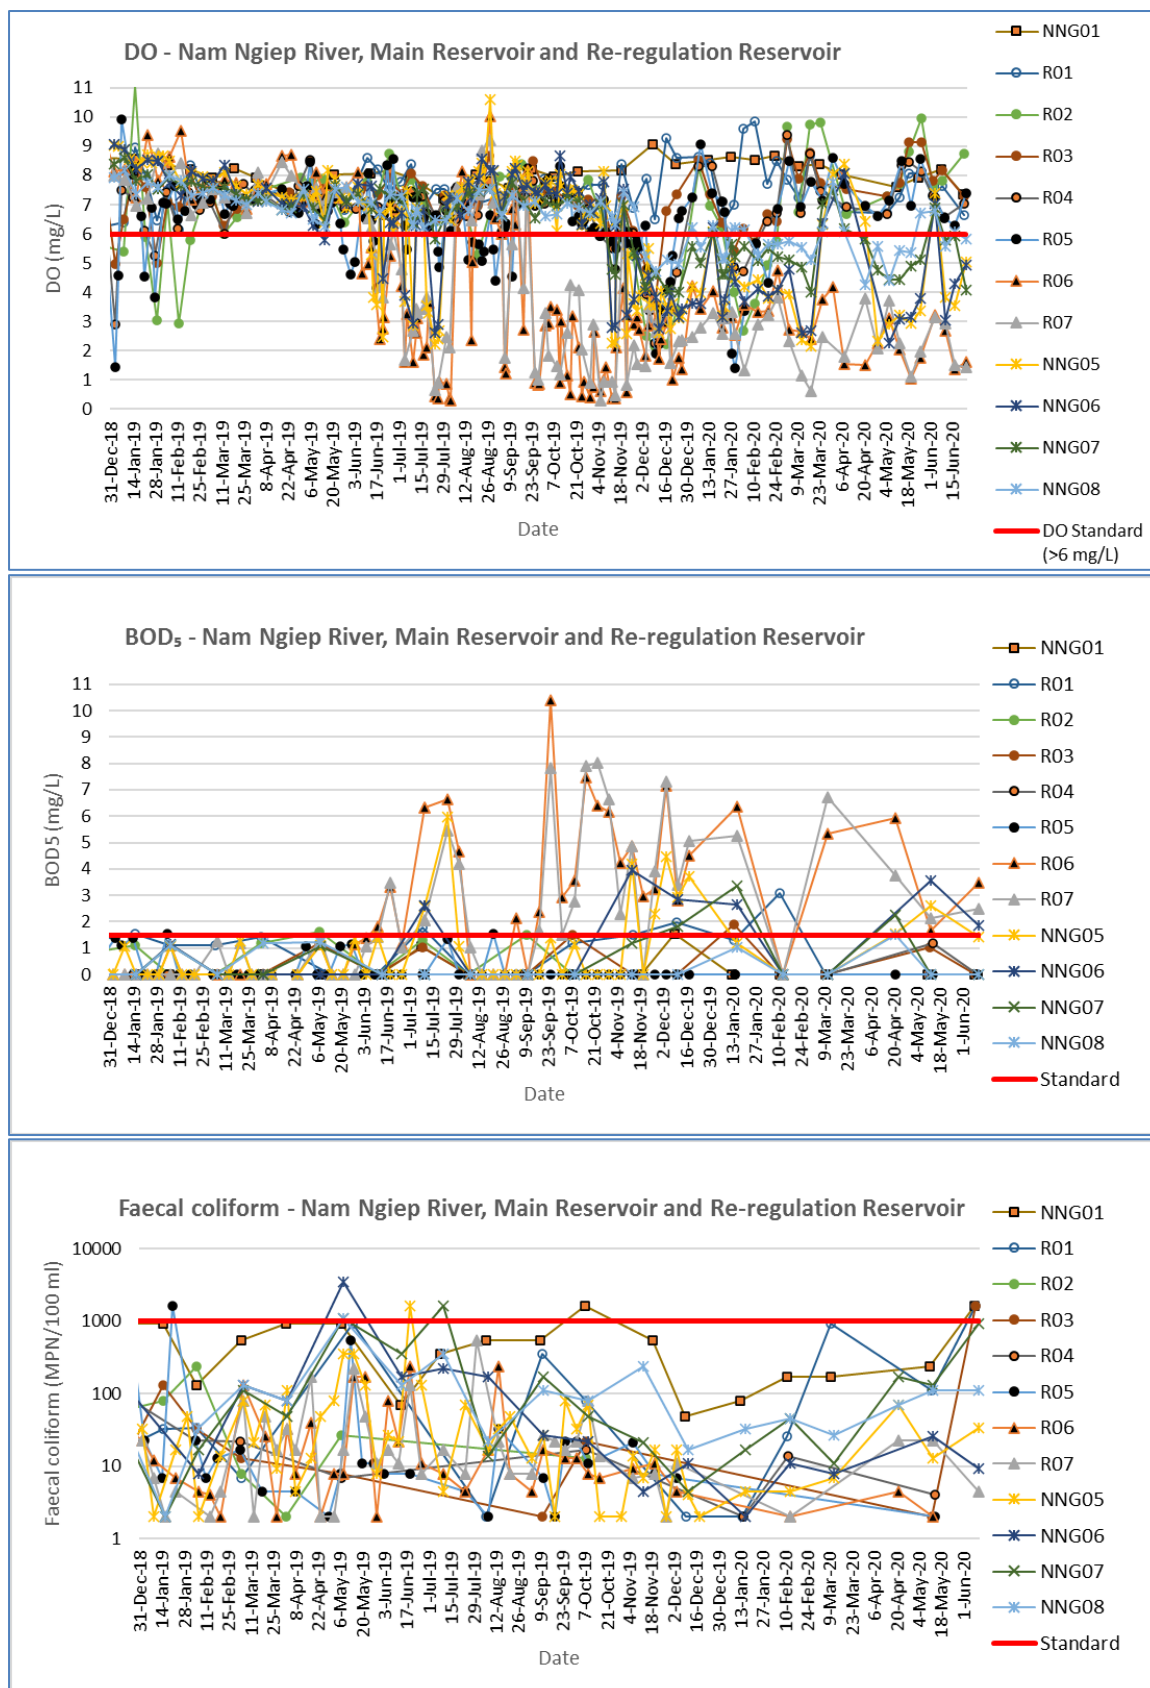 DO - Nam Ngiep River, Main Reservoir and Re-regulation Reservoir
DO (mg/L)
11
10
9
8
7
6
5
4
3
2
1
0
31-Dec-18
14-Jan-19
28-Jan-19
11-Feb-19
25-Feb-19
11-Mar-19
25-Mar-19
8-Apr-19
22-Apr-19
6-May-19
20-May-19
3-Jun-19
17-Jun-19
1-Jul-19
15-Jul-19
29-Jul-19
12-Aug-19
26-Aug-19
9-Sep-19
23-Sep-19
7-Oct-19
21-Oct-19
4-Nov-19
18-Nov-19
2-Dec-19
16-Dec-19
30-Dec-19
13-Jan-20
27-Jan-20
10-Feb-20
24-Feb-20
9-Mar-20
23-Mar-20
6-Apr-20
20-Apr-20
4-May-20
18-May-20
1-Jun-20
15-Jun-20
Date
NNG01
R01
R02
R03
R04
R05
R06
R07
NNG05
NNG06
NNG07
NNG08
DO Standard
(>6 mg/L)
BOD₅ - Nam Ngiep River, Main Reservoir and Re-regulation Reservoir
BOD5 (mg/L)
11
10
9
8
7
6
5
4
3
2
1
0
31-Dec-18
14-Jan-19
28-Jan-19
11-Feb-19
25-Feb-19
11-Mar-19
25-Mar-19
8-Apr-19
22-Apr-19
6-May-19
20-May-19
3-Jun-19
17-Jun-19
1-Jul-19
15-Jul-19
29-Jul-19
12-Aug-19
26-Aug-19
9-Sep-19
23-Sep-19
7-Oct-19
21-Oct-19
4-Nov-19
18-Nov-19
2-Dec-19
16-Dec-19
30-Dec-19
13-Jan-20
27-Jan-20
10-Feb-20
24-Feb-20
9-Mar-20
23-Mar-20
6-Apr-20
20-Apr-20
4-May-20
18-May-20
1-Jun-20
Date
NNG01
R01
R02
R03
R04
R05
R06
R07
NNG05
NNG06
NNG07
NNG08
Standard
Faecal coliform - Nam Ngiep River, Main Reservoir and Re-regulation Reservoir
Faecal coliform (MPN/100 ml)
10000
1000
100
10
1
31-Dec-18
14-Jan-19
28-Jan-19
11-Feb-19
25-Feb-19
11-Mar-19
25-Mar-19
8-Apr-19
22-Apr-19
6-May-19
20-May-19
3-Jun-19
17-Jun-19
1-Jul-19
15-Jul-19
29-Jul-19
12-Aug-19
26-Aug-19
9-Sep-19
23-Sep-19
7-Oct-19
21-Oct-19
4-Nov-19
18-Nov-19
2-Dec-19
16-Dec-19
30-Dec-19
13-Jan-20
27-Jan-20
10-Feb-20
24-Feb-20
9-Mar-20
23-Mar-20
6-Apr-20
20-Apr-20
4-May-20
18-May-20
1-Jun-20
Date
NNG01
R01
R02
R03
R04
R05
R06
R07
NNG05
NNG06
NNG07
NNG08
Standard